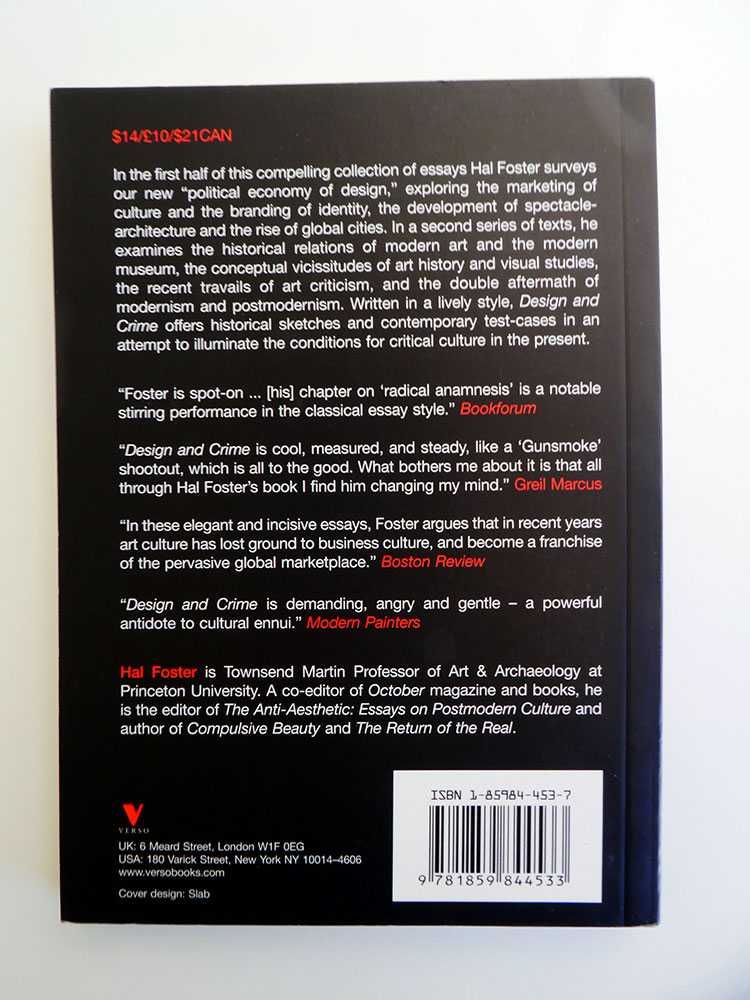 $14/£10/$21CAN
In the first half of this compelling collection of essays Hal Foster surveys
our new “political economy of design,” exploring the marketing of
culture and the branding of identity, the development of spectacle-
architecture and the rise of global cities. In a second series of texts, he
examines the historical relations of modern art and the modern
museum, the conceptual vicissitudes of art history and visual studies,
the recent travails of art criticism, and the double aftermath of
modernism and postmodernism. Written in a lively style, Design and
Crime offers historical sketches and contemporary test-cases in an
attempt to illuminate the conditions for critical culture in the present.
“Foster is spot-on ... [his] chapter on ‘radical anamnesis’ is a notable
stirring performance in the classical essay style.” Bookforum
“Design and Crime is cool, measured, and steady, like a ‘Gunsmoke’
shootout, which is all to the good. What bothers me about it is that all
through Hal Foster’s book I find him changing my mind.” Greil Marcus
“In these elegant and incisive essays, Foster argues that in recent years
art culture has lost ground to business culture, and become a franchise
of the pervasive global marketplace.” Boston Review
“Design and Crime is demanding, angry and gentle – a powerful
antidote to cultural ennui.” Modern Painters
Hal Foster is Townsend Martin Professor of Art & Archaeology at
Princeton University. A co-editor of October magazine and books, he
is the editor of The Anti-Aesthetic: Essays on Postmodern Culture and
author of Compulsive Beauty and The Return of the Real.
V
VERSO
UK: 6 Meard Street, London W1F 0EG
USA: 180 Varick Street, New York NY 10014–4606
www.versobooks.com
Cover design: Slab
ISBN 1-85984-453-7
9 781859 844533